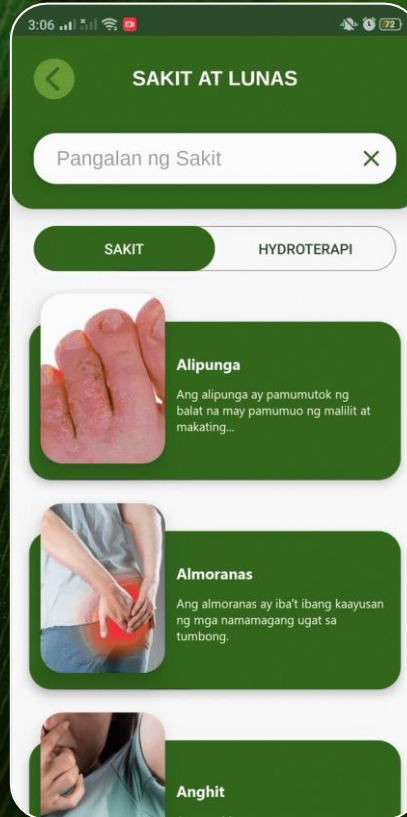 3:06
72
SAKIT AT LUNAS
Pangalan ng Sakit
SAKIT
HYDROTERAPI
Alipunga
Ang alipunga ay pamumutok ng
balat na may pamumuo ng malilit at
makating...
Almoranas
Ang almoranas ay iba't ibang kaayusan
ng mga namamagang ugat sa
tumbong.
Anghit